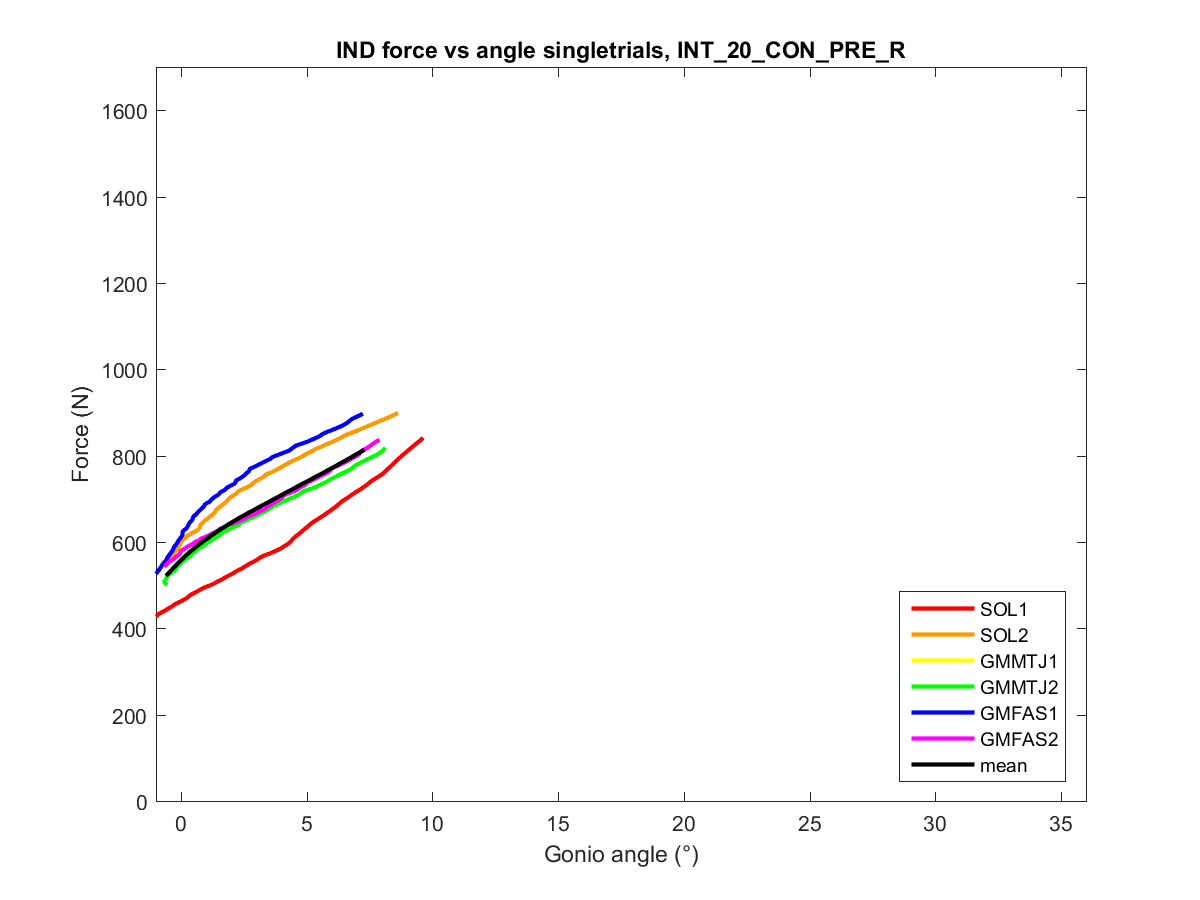 IND force vs angle singletrials, INT_20_CON_PRE_R
1600
1400
1200
1000
800
600
400
200
0
Force (N)
0 5 10 15 20 25 30 35
Gonio angle (°)
SOL1
SOL2
GMMTJ1
GMMTJ2
GMFAS1
GMFAS2
mean